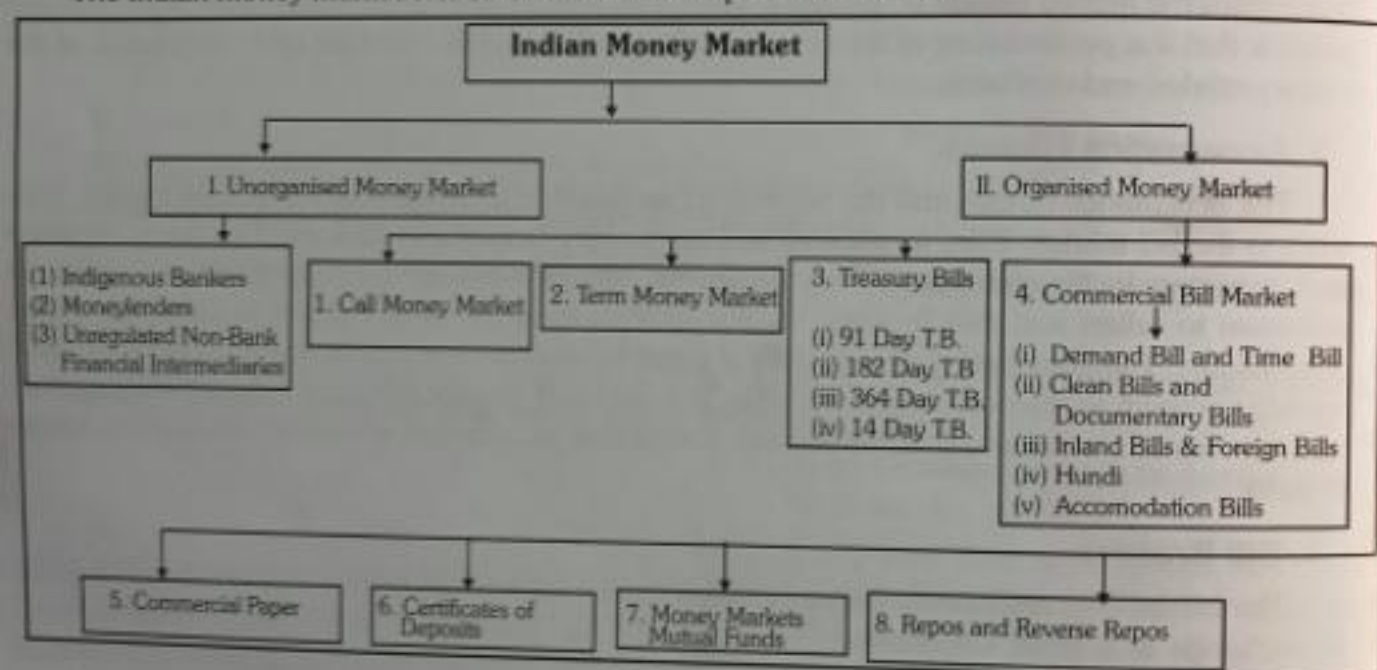 Indian Money Market
I. Unorganised Money Market
II. Organised Money Market
(1) Indigenous Bankers
(2) Moneylenders
(3) Unregulated Non-Bank
Financial Intermediaries
1. Call Money Market
2. Term Money Market
3. Treasury Bills
(i) 91 Day T.B.
(ii) 182 Day T.B
(iii) 364 Day T.B.
(iv) 14 Day T.B.
4. Commercial Bill Market
(i) Demand Bill and Time Bill
(ii) Clean Bills and
Documentary Bills
(iii) Inland Bills & Foreign Bills
(iv) Hundi
(v) Accomodation Bills
5. Commercial Paper
6. Certificates of
Deposits
7. Money Markets
Mutual Funds
8. Repos and Reverse Repos